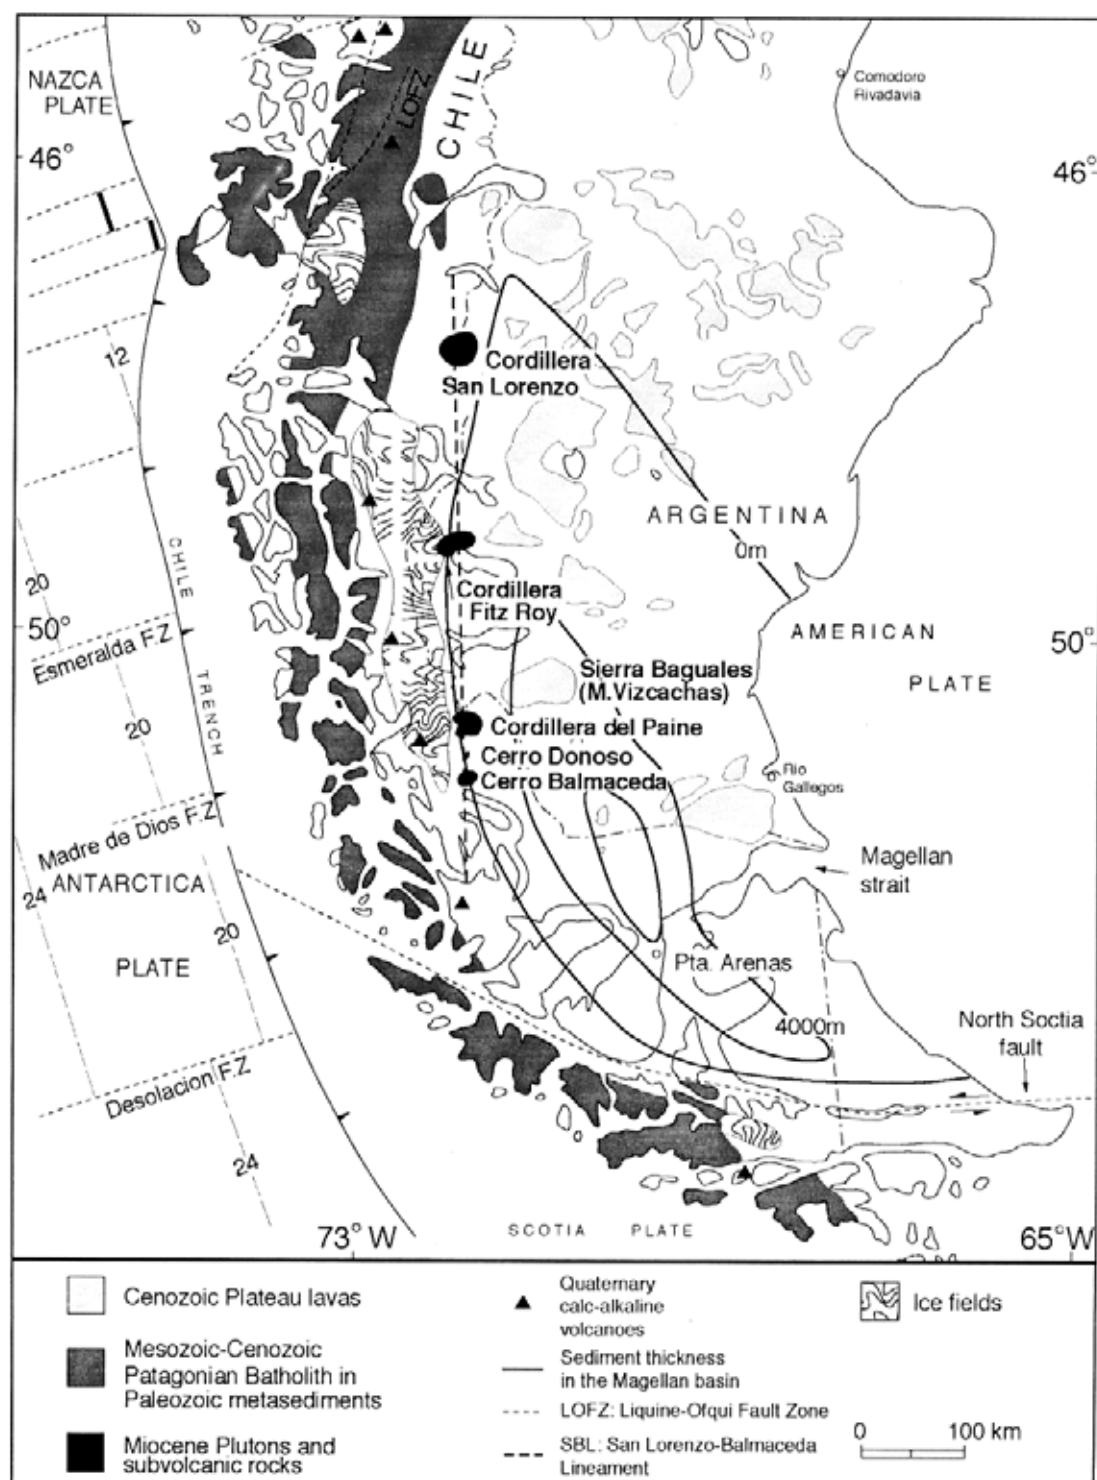 NAZCA
PLATE
LOFZ
CHILE
Comodoro
Rivadavia
46°
46°
12
Cordillera
San Lorenzo
ARGENTINA
0m
CHILE
TRENCH
20
50°
Esmeralda F.Z
Cordillera
Fitz Roy
AMERICAN
PLATE
50°
Sierra Baguales
(M.Vizcachas)
20
Cordillera del Paine
Cerro Donoso
Cerro Balmaceda
Rio
Gallegos
Madre de Dios F.Z
Magellan
strait
ANTARCTICA
24
20
PLATE
Pta. Arenas
4000m
North Soctia
fault
Desolacion F.Z
24
73°W
SCOTIA PLATE
65°W
Cenozoic Plateau lavas
Mesozoic-Cenozoic
Patagonian Batholith in
Paleozoic metasediments
Miocene Plutons and
subvolcanic rocks
Quaternary
calc-alkaline
volcanoes
Sediment thickness
in the Magellan basin
LOFZ: Liquine-Ofqui Fault Zone
SBL: San Lorenzo-Balmaceda
Lineament
Ice fields
0 100 km